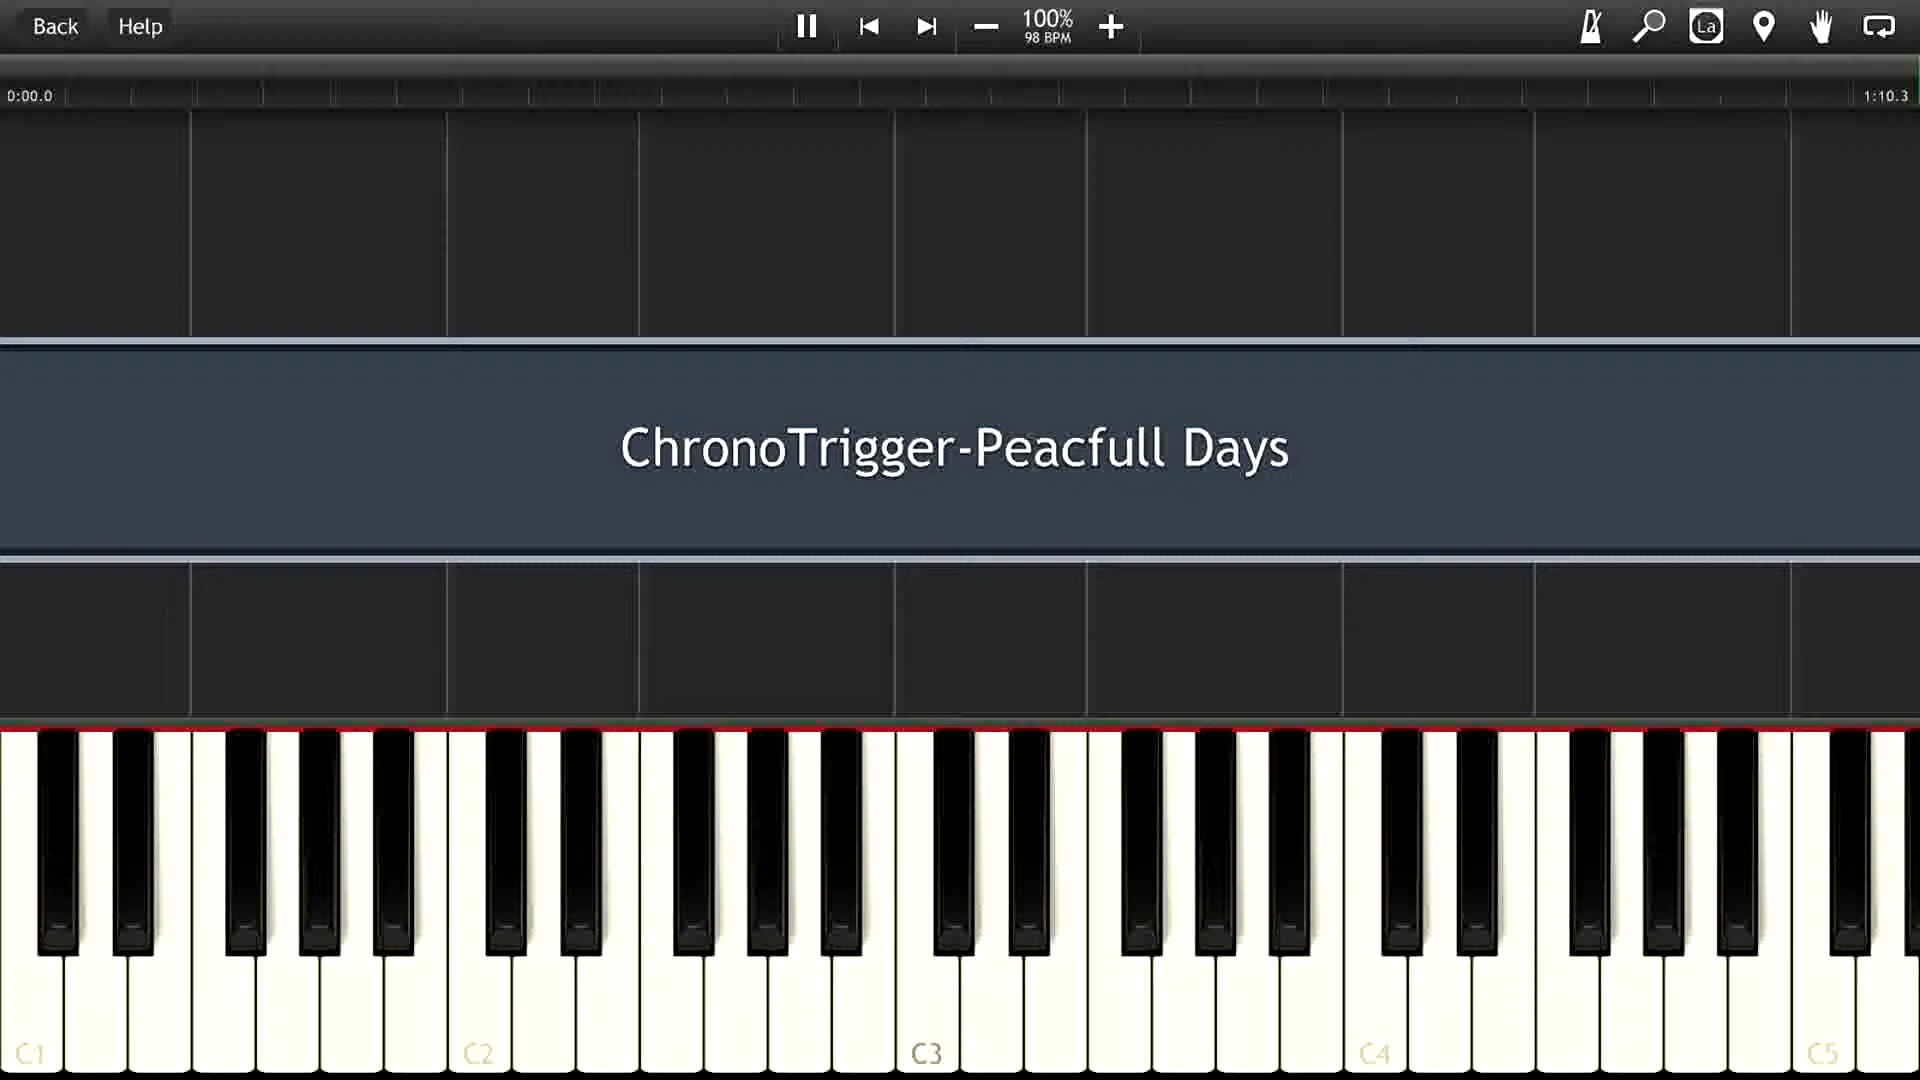 Back Help 100%
98 BPM
La
0:00.0 1:10.3
ChronoTrigger-Peacfull Days
C1 C2 C3 C4 C5